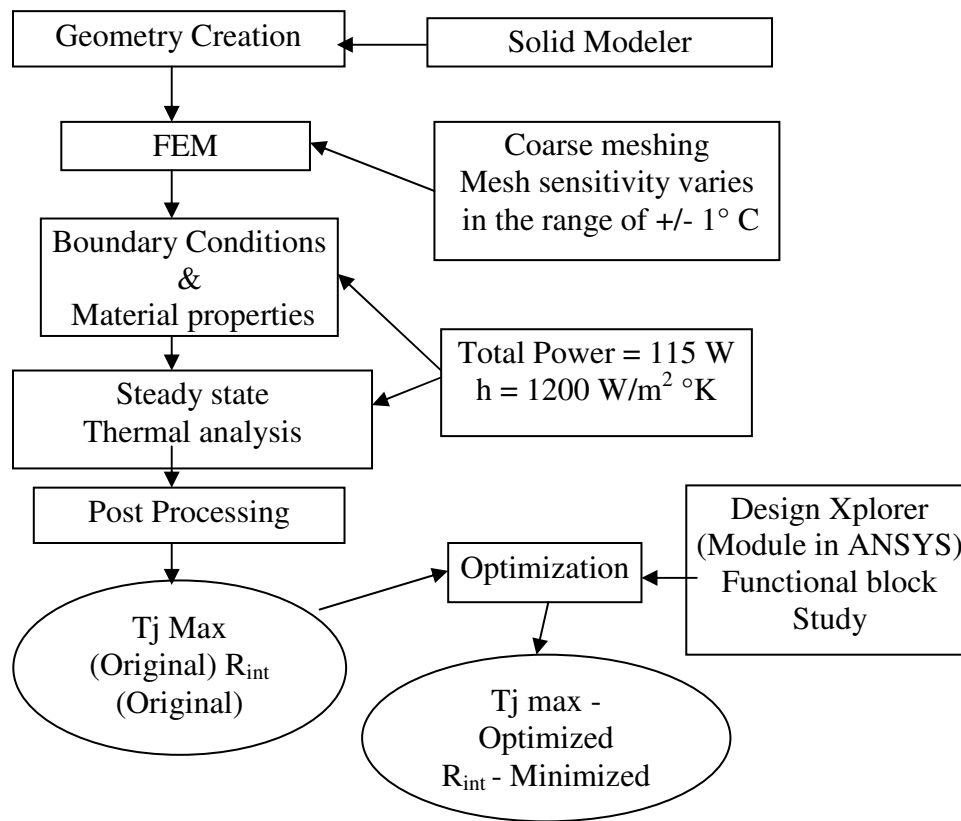 Geometry Creation
Solid Modeler
FEM
Coarse meshing
Mesh sensitivity varies
in the range of +/- 1° C
Boundary Conditions
&
Material properties
Total Power = 115 W
h = 1200 W/m² °K
Steady state
Thermal analysis
Post Processing
Design Xplorer
(Module in ANSYS)
Functional block
Study
Optimization
Tj Max
(Original) R_int
(Original)
Tj max -
Optimized
R_int - Minimized